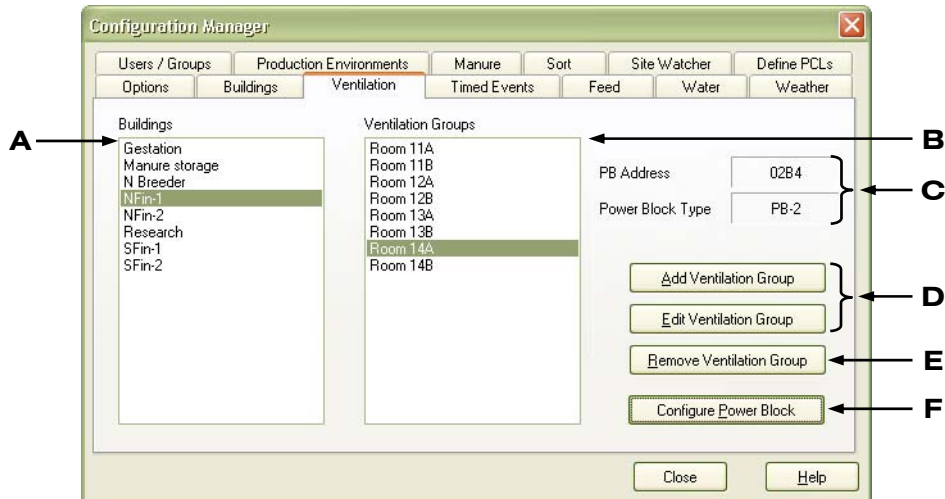 Configuration Manager
Users / Groups
Production Environments
Manure
Sort
Site Watcher
Define PCLs
Options
Buildings
Ventilation
Timed Events
Feed
Water
Weather
A
Buildings
Gestation
Manure storage
N Breeder
NFin-1
NFin-2
Research
SFin-1
SFin-2
Ventilation Groups
Room 11A
Room 11B
Room 12A
Room 12B
Room 13A
Room 13B
Room 14A
Room 14B
B
PB Address 02B4
Power Block Type PB-2
C
Add Ventilation Group
Edit Ventilation Group
D
Remove Ventilation Group
E
Configure Power Block
F
Close
Help